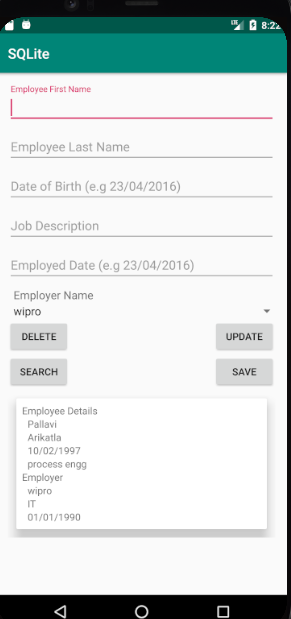 8:22
SQLite
Employee First Name
Employee Last Name
Date of Birth (e.g 23/04/2016)
Job Description
Employed Date (e.g 23/04/2016)
Employer Name
wipro
DELETE UPDATE
SEARCH SAVE
Employee Details
Pallavi
Arikatla
10/02/1997
process engg
Employer
wipro
IT
01/01/1990